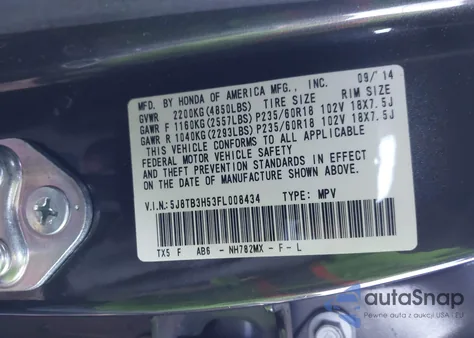 MFD. BY HONDA OF AMERICA MFG., INC. 09/'14
GVWR 2200KG(4850LBS) TIRE SIZE RIM SIZE
GAWR F 1160KG(2557LBS) P235/60R18 102V 18X7.5J
GAWR R 1040KG(2293LBS) P235/60R18 102V 18X7.5J
THIS VEHICLE CONFORMS TO ALL APPLICABLE
FEDERAL MOTOR VEHICLE SAFETY
AND THEFT PREVENTION STANDARDS IN EFFECT
ON THE DATE OF MANUFACTURE SHOWN ABOVE.
V.I.N.:5J8TB3H53FL008434 TYPE: MPV
TX5 F AB6 -NH782MX-F-L
autoSnap
Pewne auta z aukcji USA i EU